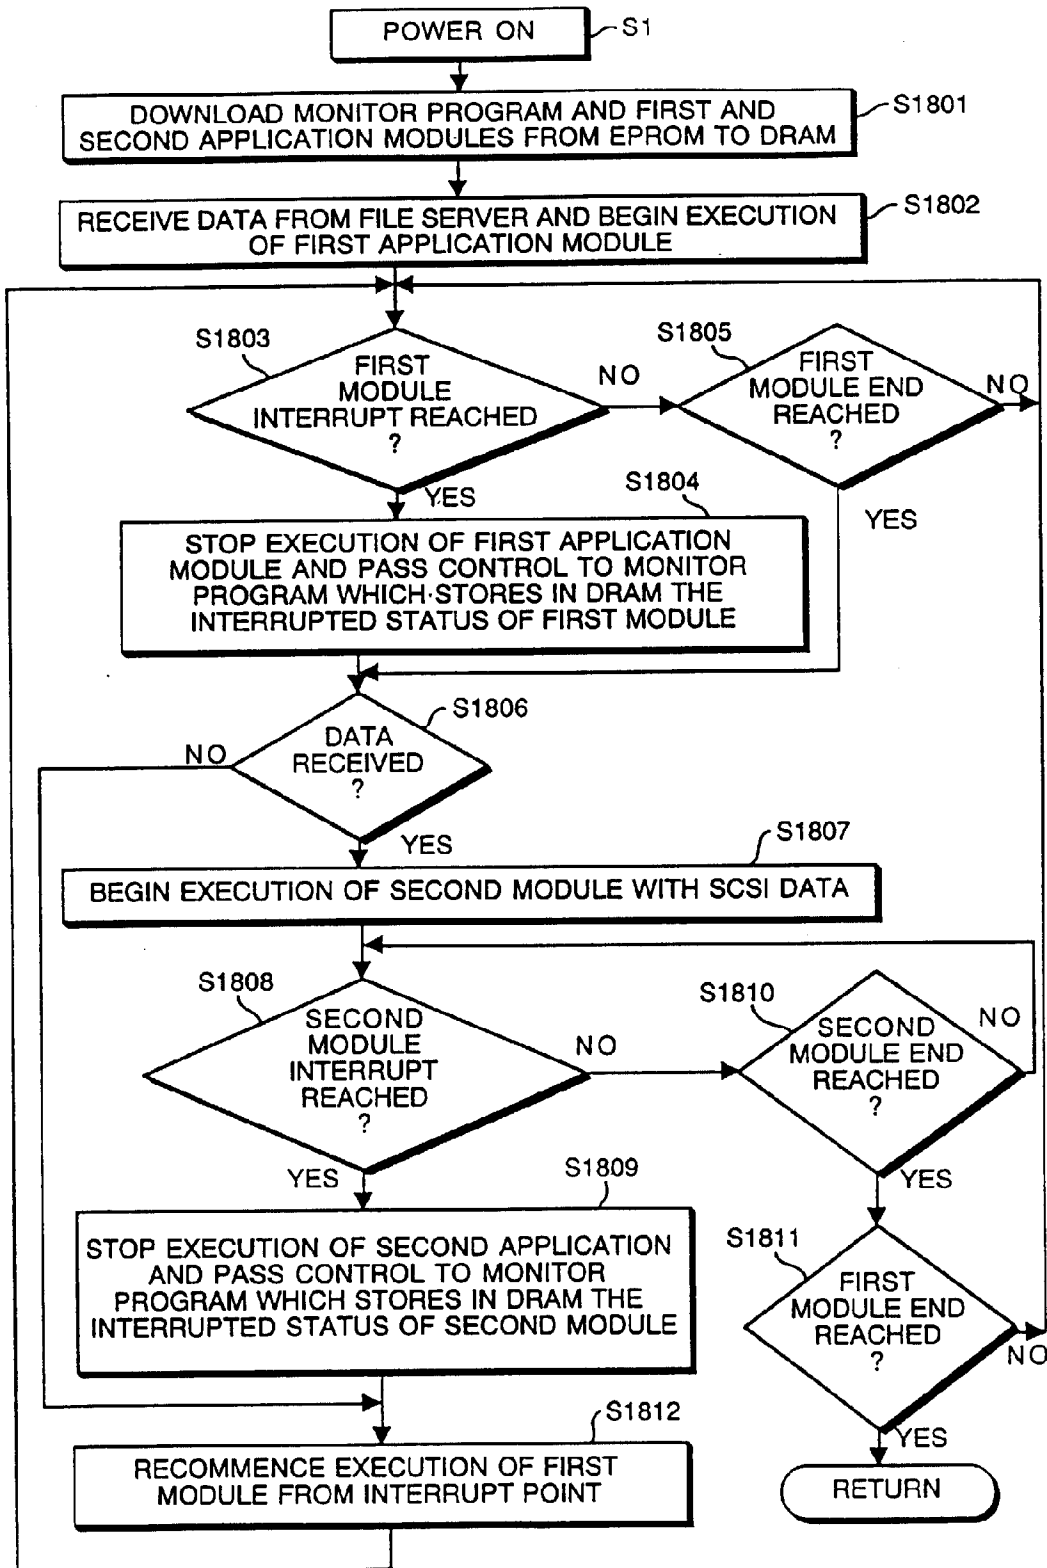 POWER ON
S1
DOWNLOAD MONITOR PROGRAM AND FIRST AND
SECOND APPLICATION MODULES FROM EPROM TO DRAM
S1801
RECEIVE DATA FROM FILE SERVER AND BEGIN EXECUTION
OF FIRST APPLICATION MODULE
S1802
S1803
FIRST
MODULE
INTERRUPT REACHED
?
NO
YES
S1805
FIRST
MODULE END
REACHED
?
NO
YES
S1804
STOP EXECUTION OF FIRST APPLICATION
MODULE AND PASS CONTROL TO MONITOR
PROGRAM WHICH STORES IN DRAM THE
INTERRUPTED STATUS OF FIRST MODULE
S1806
DATA
RECEIVED
?
NO
YES
S1807
BEGIN EXECUTION OF SECOND MODULE WITH SCSI DATA
S1808
SECOND
MODULE
INTERRUPT
REACHED
?
NO
YES
S1810
SECOND
MODULE END
REACHED
?
NO
YES
S1809
STOP EXECUTION OF SECOND APPLICATION
AND PASS CONTROL TO MONITOR
PROGRAM WHICH STORES IN DRAM THE
INTERRUPTED STATUS OF SECOND MODULE
S1811
FIRST
MODULE END
REACHED
?
NO
YES
S1812
RECOMMENCE EXECUTION OF FIRST
MODULE FROM INTERRUPT POINT
RETURN